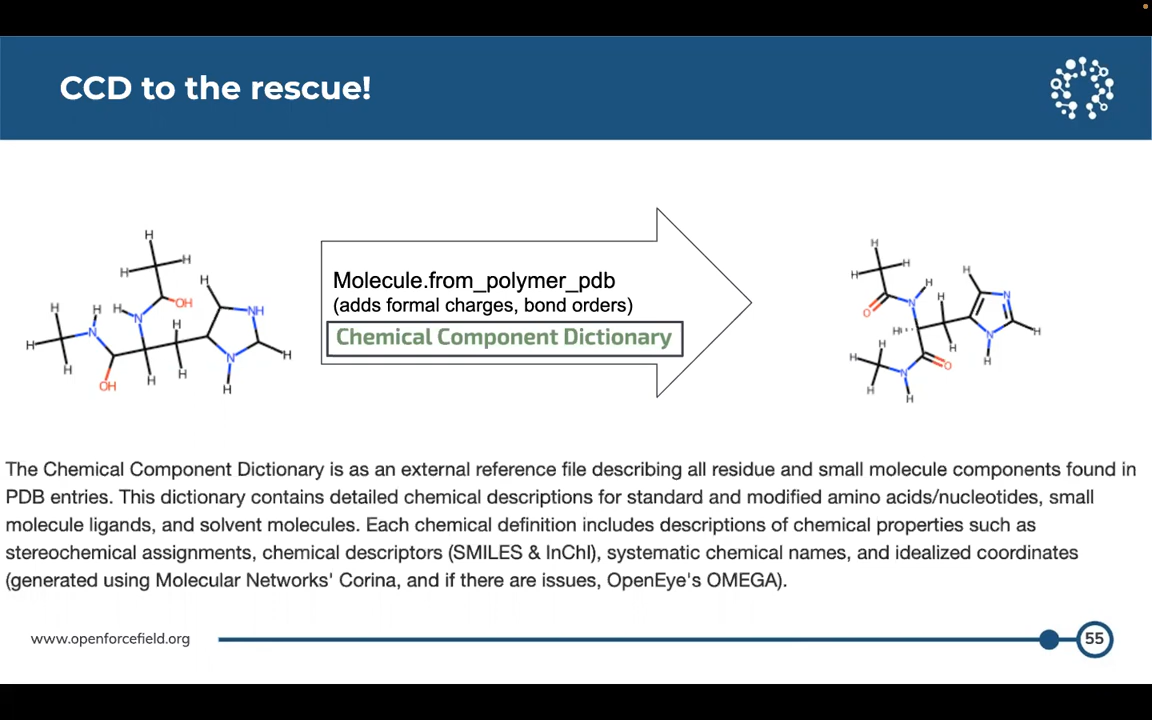 CCD to the rescue!
H
H
H
OH
H
H
H
N
H
N
H
H
H
OH
H
H
H
NH
N
H
H
Molecule.from_polymer_pdb
(adds formal charges, bond orders)
Chemical Component Dictionary
H
H
H
O
H
N
H
H
H
H
N
N
H
H
O
H
H
H
N
H
The Chemical Component Dictionary is as an external reference file describing all residue and small molecule components found in
PDB entries. This dictionary contains detailed chemical descriptions for standard and modified amino acids/nucleotides, small
molecule ligands, and solvent molecules. Each chemical definition includes descriptions of chemical properties such as
stereochemical assignments, chemical descriptors (SMILES & InChI), systematic chemical names, and idealized coordinates
(generated using Molecular Networks' Corina, and if there are issues, OpenEye's OMEGA).
www.openforcefield.org
55